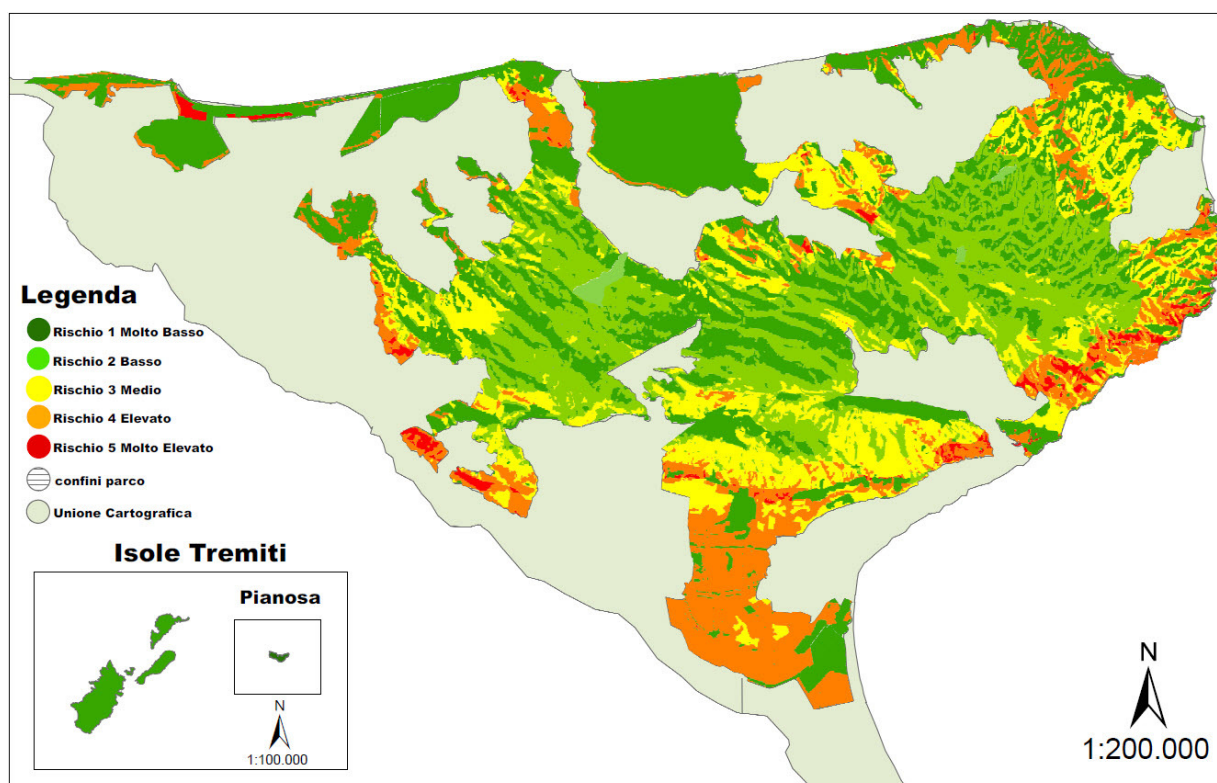 Legenda
Rischio 1 Molto Basso
Rischio 2 Basso
Rischio 3 Medio
Rischio 4 Elevato
Rischio 5 Molto Elevato
confini parco
Unione Cartografica
Isole Tremiti
Pianosa
N
1:100.000
N
1:200.000